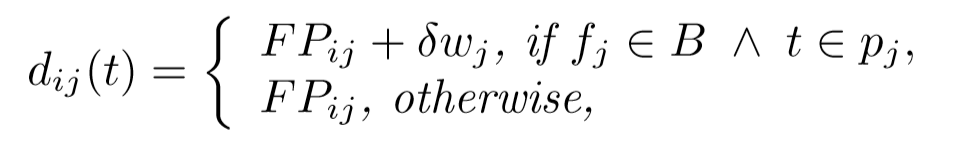 d_{ij}(t) = { FP_{ij} + δw_j, if f_j ∈ B ∧ t ∈ p_j,
FP_{ij}, otherwise,